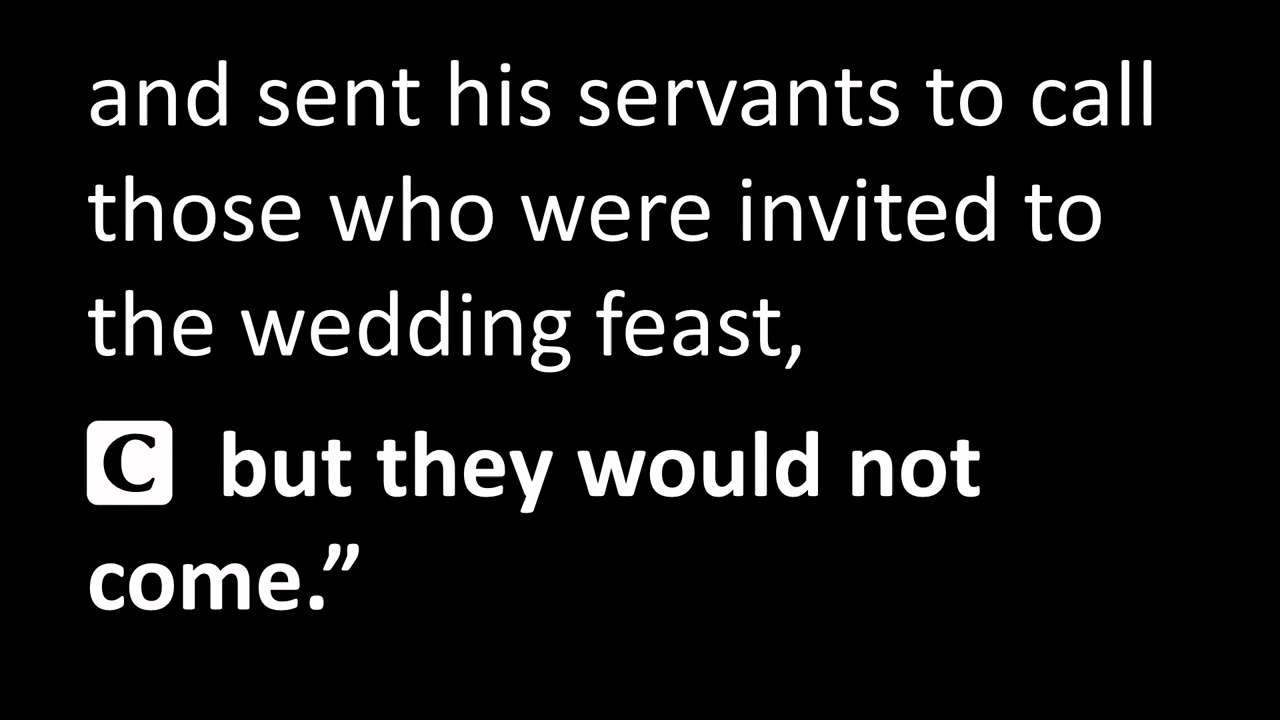 and sent his servants to call
those who were invited to
the wedding feast,
C but they would not
come.”